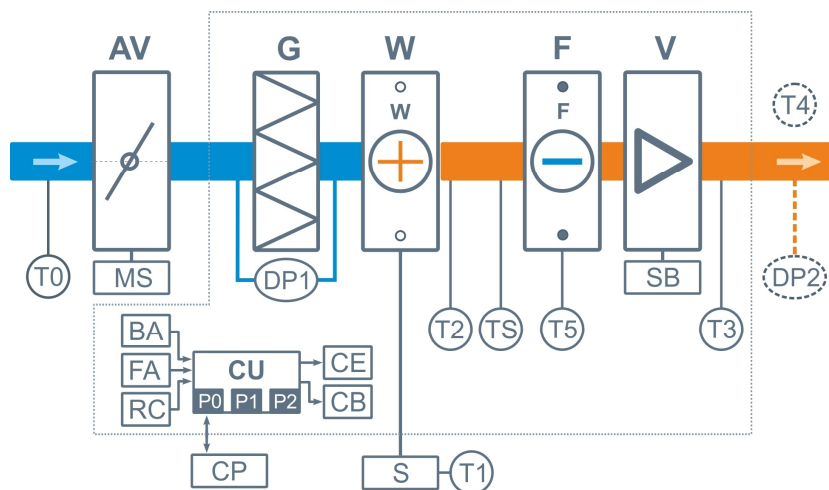 AV G W F V
W F
T4
T0 MS DP1 SB DP2
T2 TS T5 T3
BA
FA
RC
CU
P0 P1 P2
CE
CB
CP
S T1